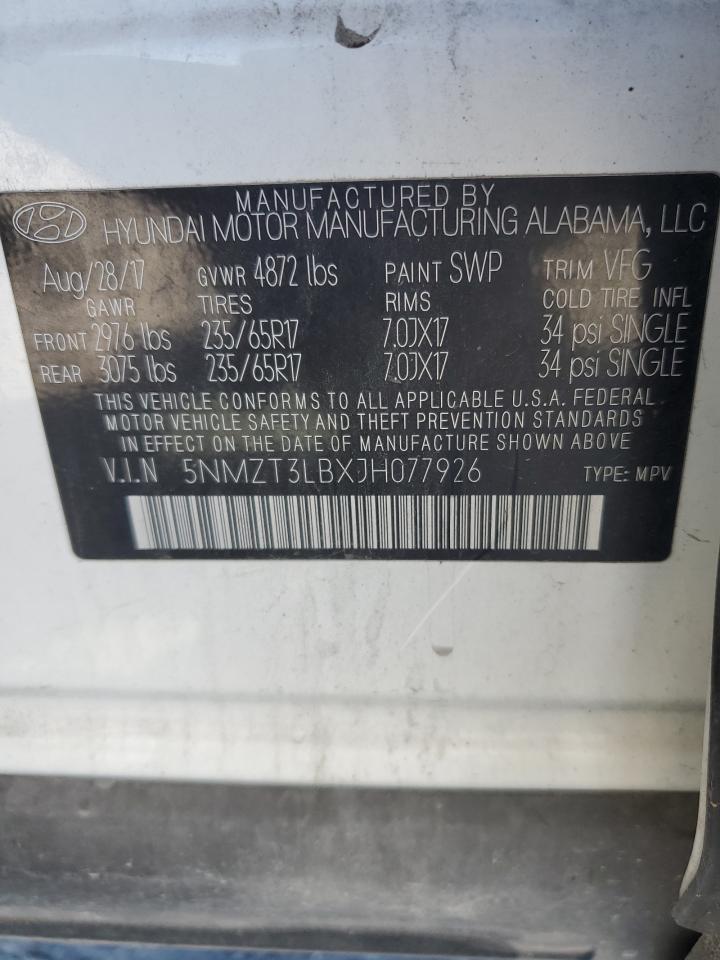 MANUFACTURED BY
HYUNDAI MOTOR MANUFACTURING ALABAMA, LLC
Aug/28/17 GVWR 4872 lbs PAINT SWP TRIM VFG
GAWR TIRES RIMS COLD TIRE INFL
FRONT 2976 lbs 235/65R17 7.0JX17 34 psi SINGLE
REAR 3075 lbs 235/65R17 7.0JX17 34 psi SINGLE
THIS VEHICLE CONFORMS TO ALL APPLICABLE U.S.A. FEDERAL
MOTOR VEHICLE SAFETY AND THEFT PREVENTION STANDARDS
IN EFFECT ON THE DATE OF MANUFACTURE SHOWN ABOVE
V.I.N 5NMZT3LBXJH077926 TYPE: MPV